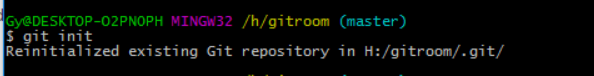 Gy@DESKTOP-O2PNOPH MINGW32 /h/gitroom (master)
$ git init
Reinitialized existing Git repository in H:/gitroom/.git/